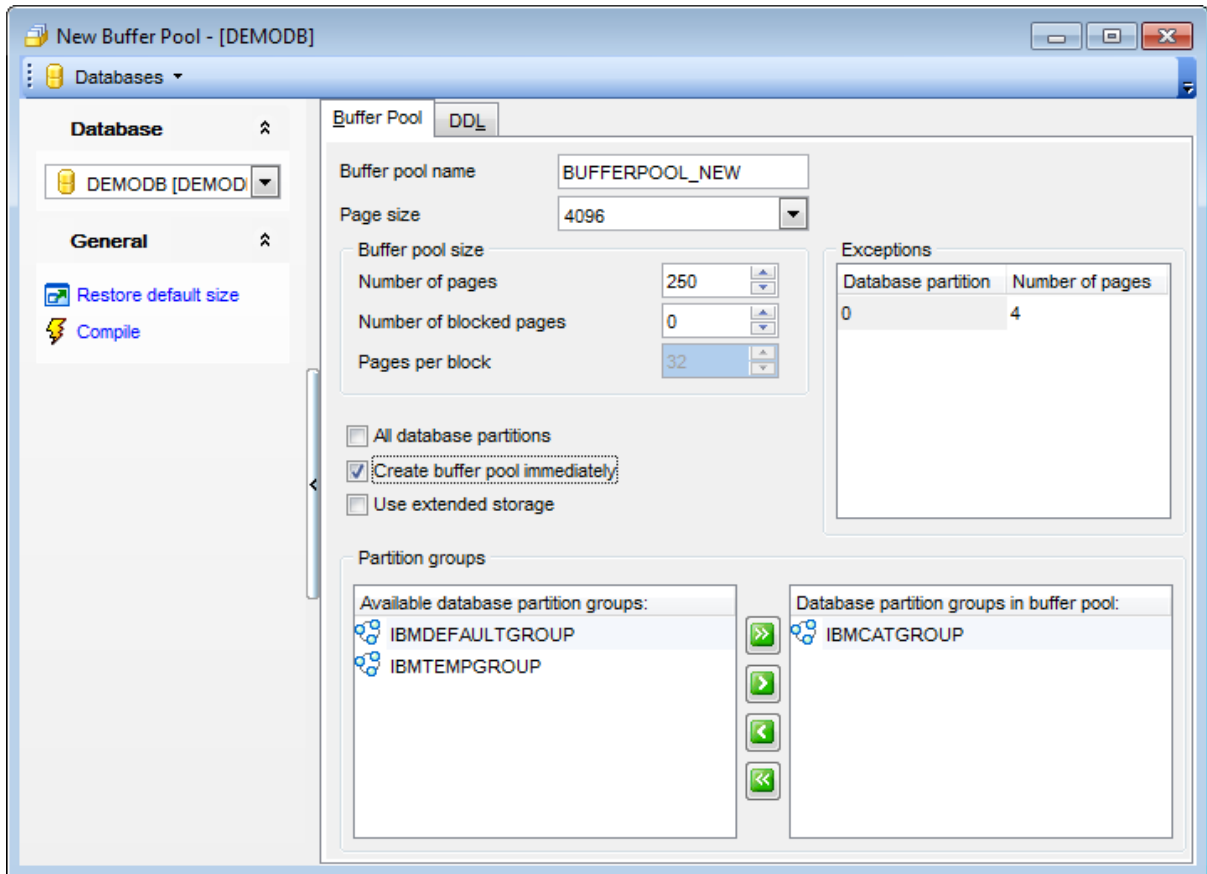 New Buffer Pool - [DEMODB]
Databases
Database
DEMODB [DEMODI
General
Restore default size
Compile
Buffer Pool
DDL
Buffer pool name
BUFFERPOOL_NEW
Page size
4096
Buffer pool size
Number of pages
250
Number of blocked pages
0
Pages per block
32
Exceptions
Database partition
Number of pages
0
4
All database partitions
Create buffer pool immediately
Use extended storage
Partition groups
Available database partition groups:
IBMDEFAULTGROUP
IBMTEMPGROUP
Database partition groups in buffer pool:
IBMCATGROUP